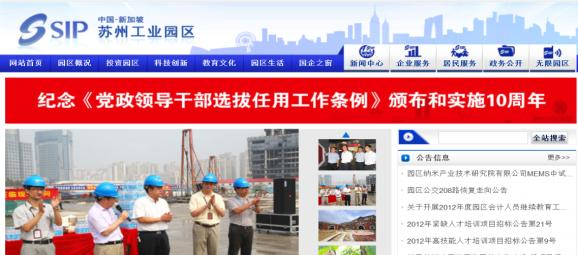 SIP
中国-新加坡
苏州工业园区
网站首页 园区概况 投资园区 科技创新 教育文化 园区生活 国企之窗 新闻中心 企业服务 居民服务 政务公开 无限园区
纪念《党政领导干部选拔任用工作条例》颁布和实施10周年
全站搜索
公告信息 更多>>
园区纳米产业技术研究院有限公司MEMS中试...
园区公交208路恢复走向公告
关于开展2012年度园区会计人员继续教育工...
2012年紧缺人才培训项目招标公告第21号
2012年高技能人才培训项目招标公告第9号